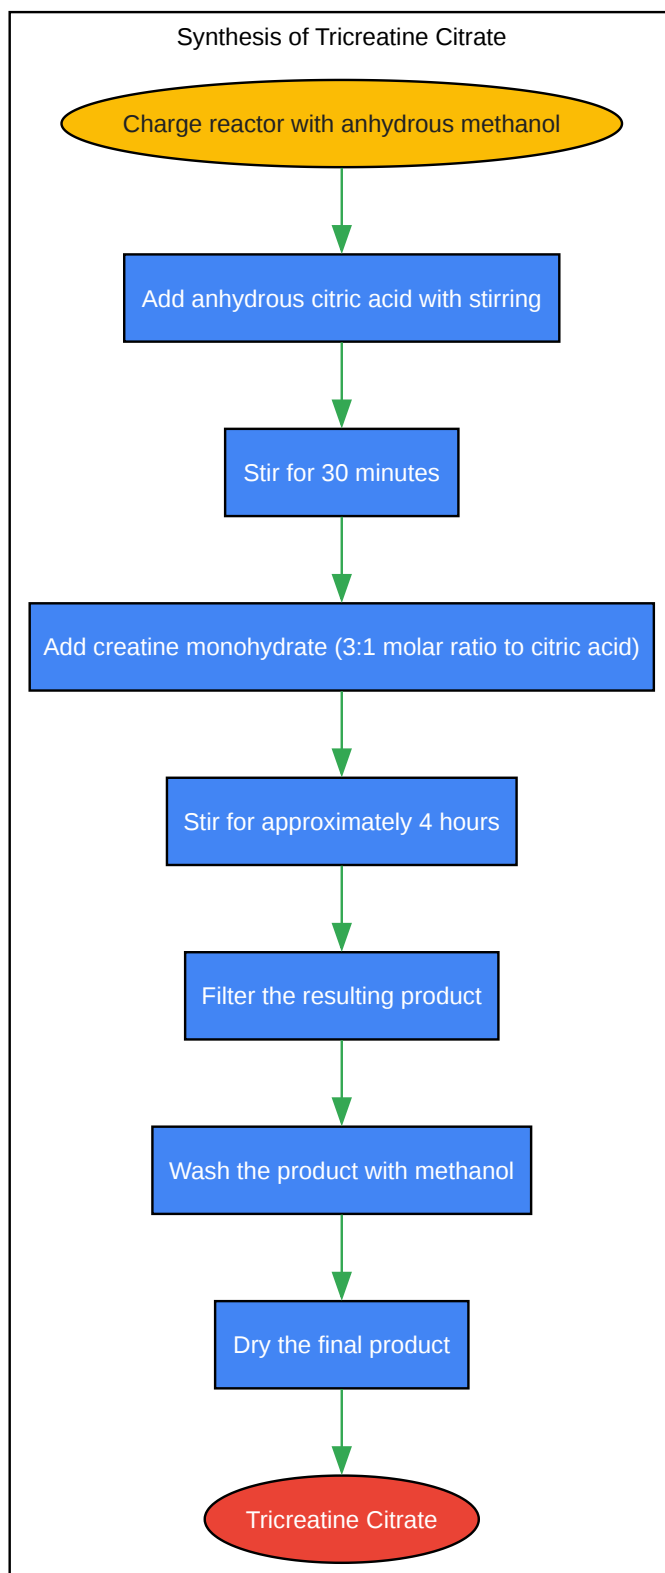 Synthesis of Tricreatine Citrate
Charge reactor with anhydrous methanol
Add anhydrous citric acid with stirring
Stir for 30 minutes
Add creatine monohydrate (3:1 molar ratio to citric acid)
Stir for approximately 4 hours
Filter the resulting product
Wash the product with methanol
Dry the final product
Tricreatine Citrate